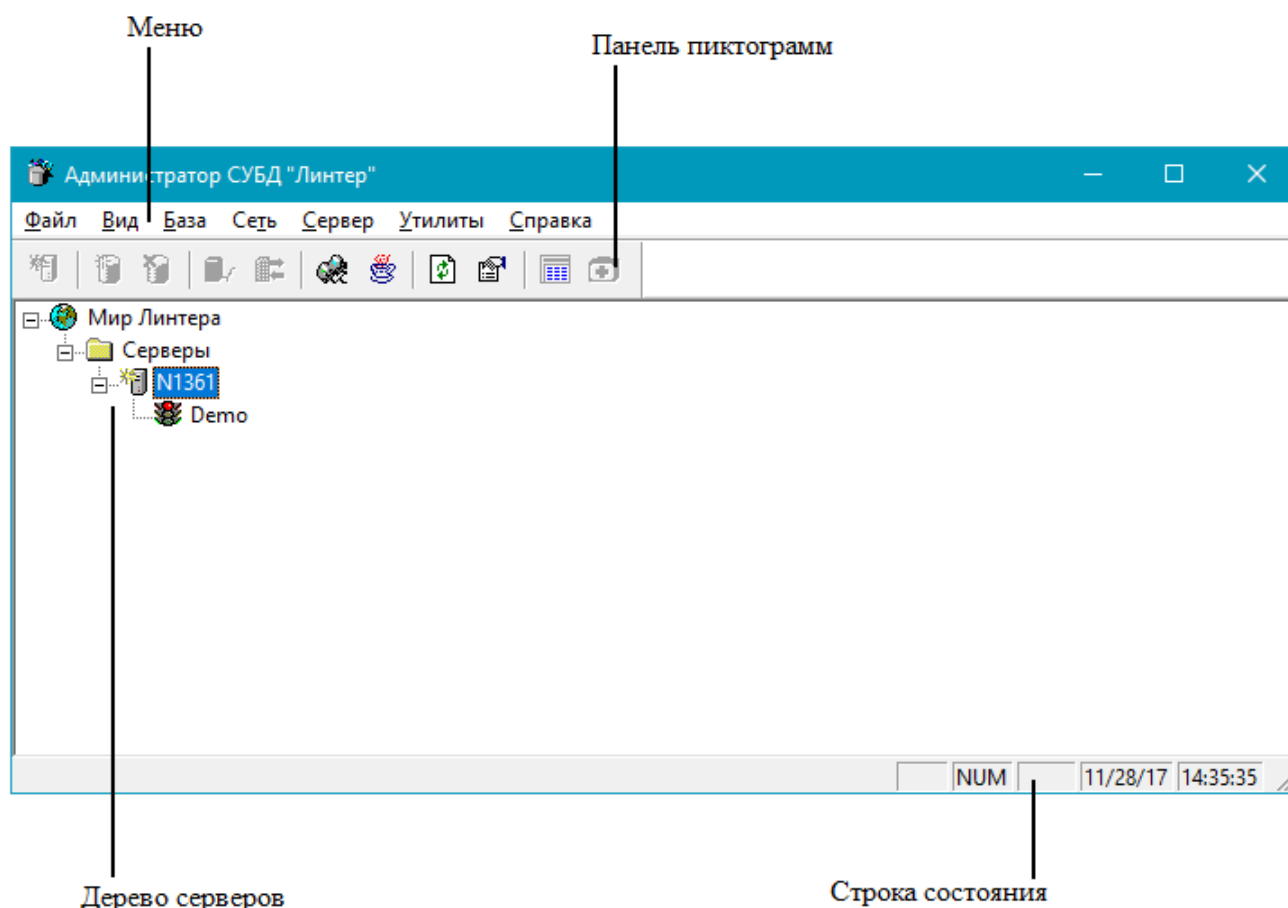 Меню
Панель пиктограмм
Администратор СУБД "Линтер"
Файл Вид База Сеть Сервер Утилиты Справка
Мир Линтера
Серверы
N1361
Demo
NUM 11/28/17 14:35:35
Дерево серверов
Строка состояния